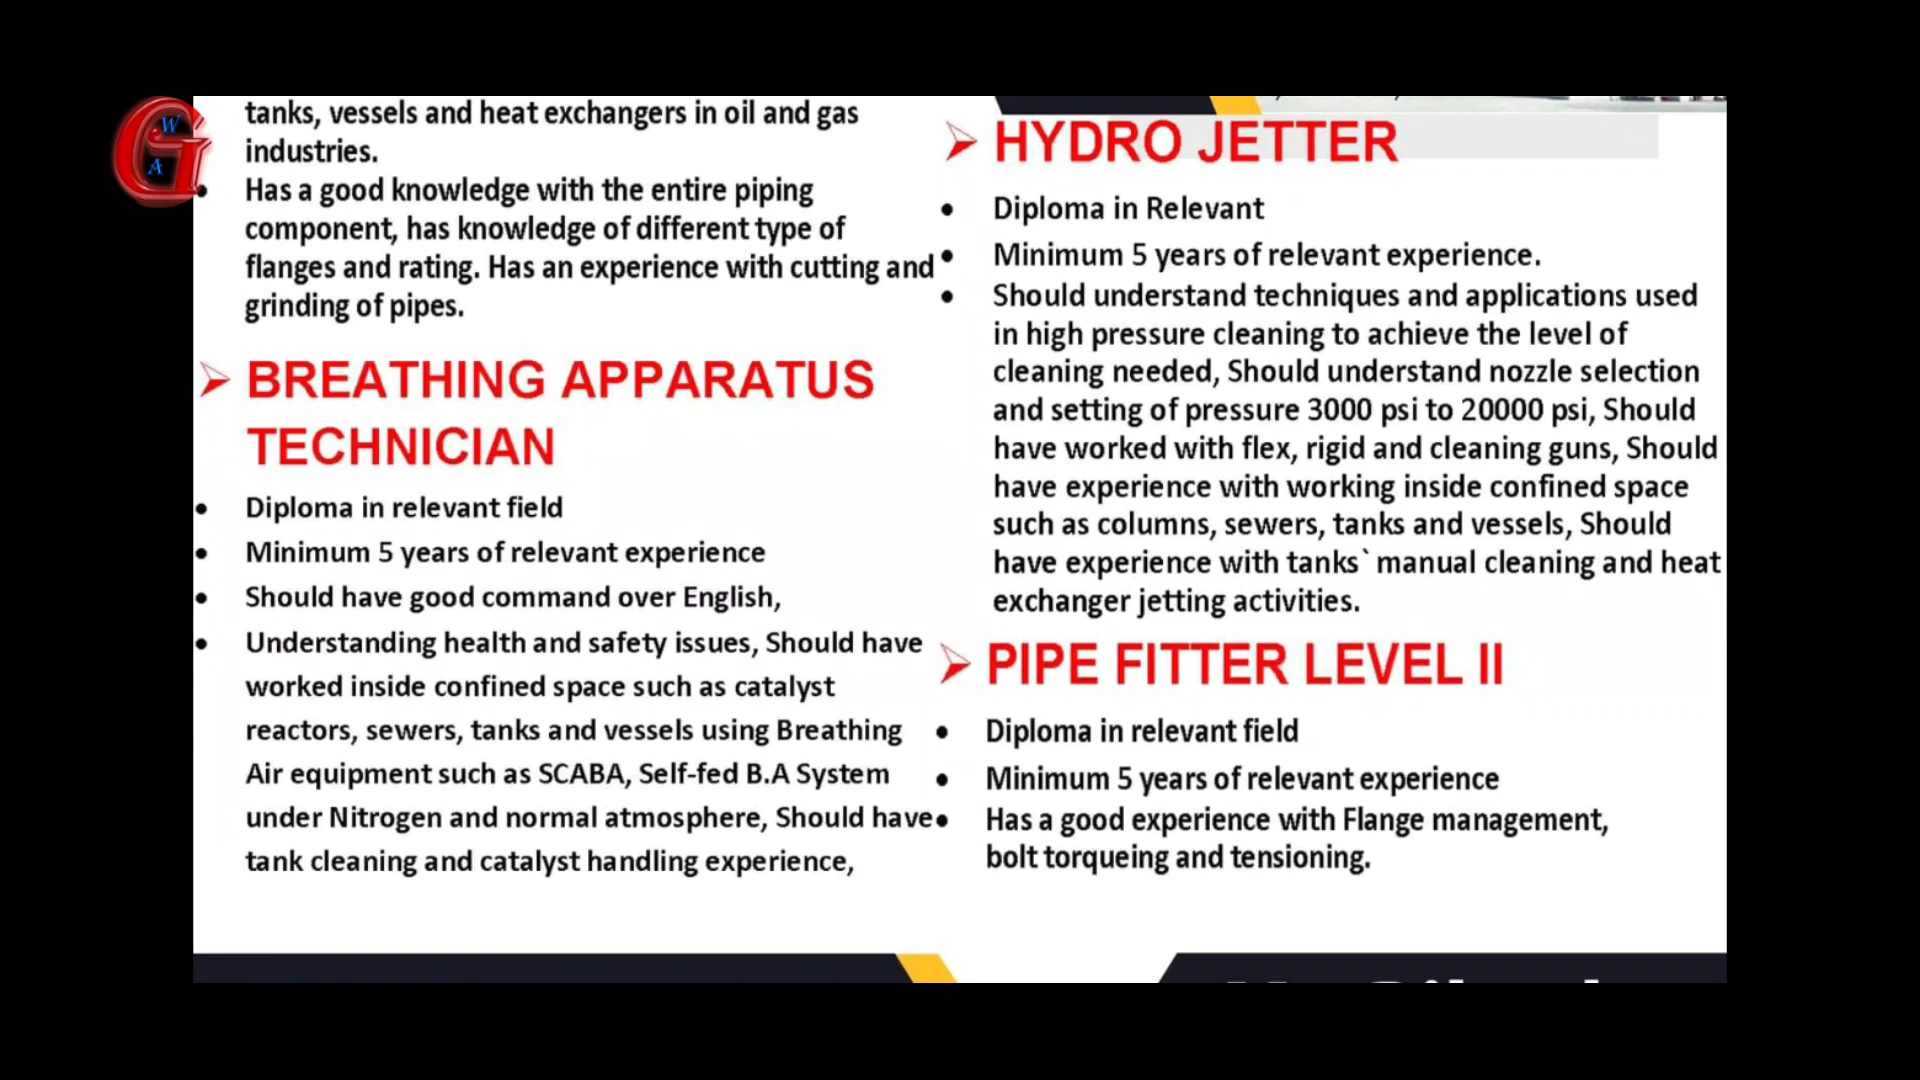 W
G
A
tanks, vessels and heat exchangers in oil and gas
industries.
• Has a good knowledge with the entire piping
component, has knowledge of different type of
flanges and rating. Has an experience with cutting and
grinding of pipes.
➢ BREATHING APPARATUS
TECHNICIAN
• Diploma in relevant field
• Minimum 5 years of relevant experience
• Should have good command over English,
• Understanding health and safety issues, Should have
worked inside confined space such as catalyst
reactors, sewers, tanks and vessels using Breathing
Air equipment such as SCABA, Self-fed B.A System
under Nitrogen and normal atmosphere, Should have
tank cleaning and catalyst handling experience,
➢ HYDRO JETTER
• Diploma in Relevant
• Minimum 5 years of relevant experience.
• Should understand techniques and applications used
in high pressure cleaning to achieve the level of
cleaning needed, Should understand nozzle selection
and setting of pressure 3000 psi to 20000 psi, Should
have worked with flex, rigid and cleaning guns, Should
have experience with working inside confined space
such as columns, sewers, tanks and vessels, Should
have experience with tanks` manual cleaning and heat
exchanger jetting activities.
➢ PIPE FITTER LEVEL II
• Diploma in relevant field
• Minimum 5 years of relevant experience
• Has a good experience with Flange management,
bolt torqueing and tensioning.